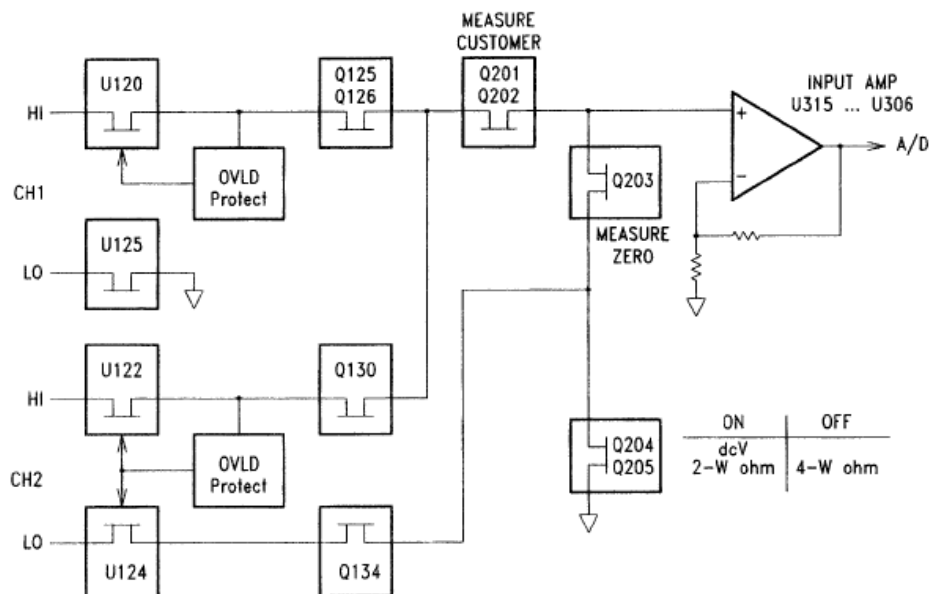 MEASURE
CUSTOMER
U120
Q125
Q126
Q201
Q202
INPUT AMP
U315 ... U306
HI
+
A/D
CH1
OVLD
Protect
Q203
−
MEASURE
ZERO
U125
LO
U122
Q130
HI
ON
OFF
Q204
Q205
dcV
2-W ohm
4-W ohm
CH2
OVLD
Protect
LO
U124
Q134